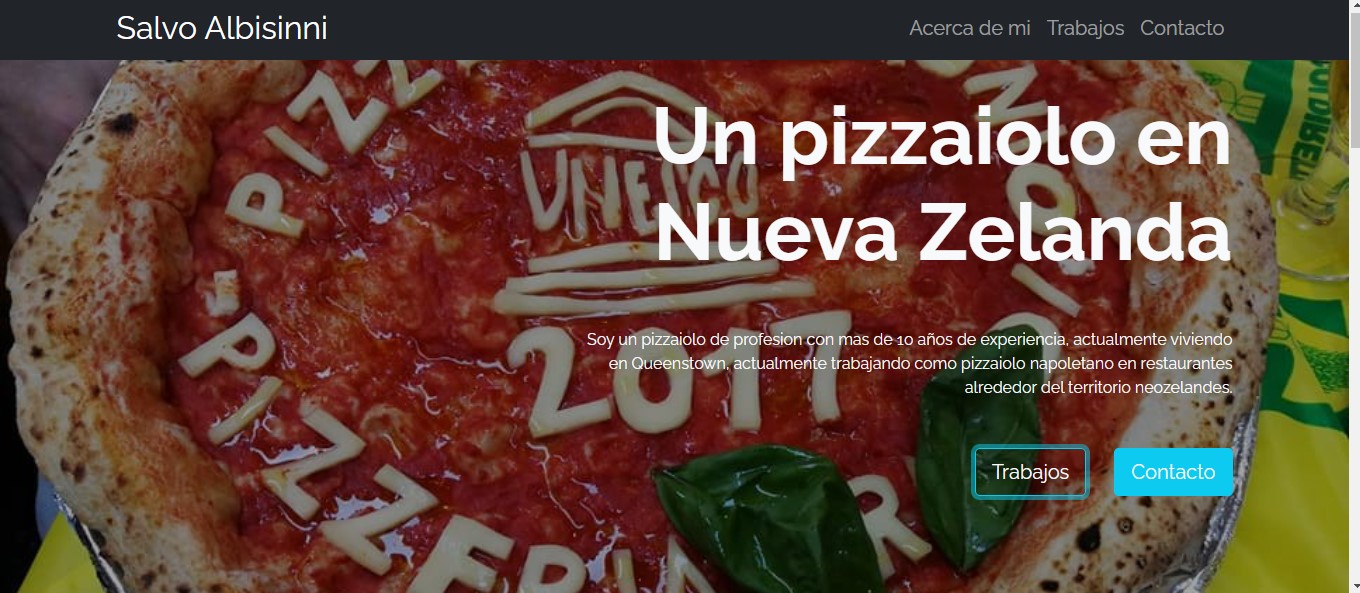 Salvo Albisinni
Acerca de mi Trabajos Contacto
Un pizzaiolo en
Nueva Zelanda
Soy un pizzaiolo de profesion con mas de 10 años de experiencia, actualmente viviendo
en Queenstown, actualmente trabajando como pizzaiolo napoletano en restaurantes
alrededor del territorio neozelandes.
Trabajos Contacto
UNESCO
2017